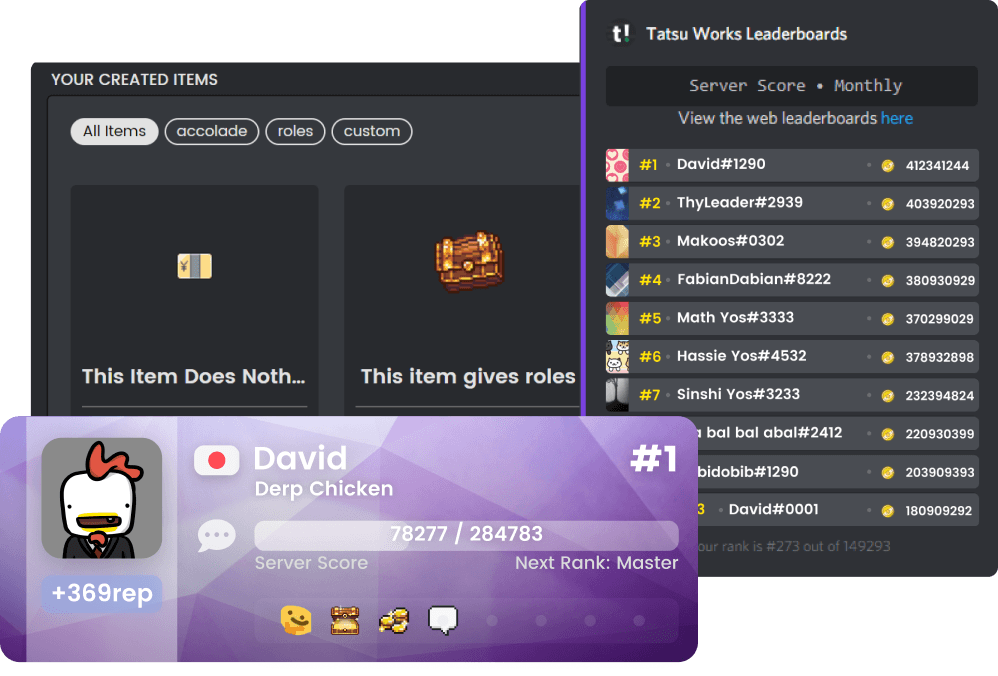 YOUR CREATED ITEMS
All Items
accolade
roles
custom
This Item Does Noth...
This item gives roles
t! Tatsu Works Leaderboards
Server Score • Monthly
View the web leaderboards here
#1 • David#1290 • 412341244
#2 • ThyLeader#2939 • 403920293
#3 • Makoos#0302 • 394820293
#4 • FabianDabian#8222 • 380930929
#5 • Math Yos#3333 • 370299029
#6 • Hassie Yos#4532 • 378932898
#7 • Sinshi Yos#3233 • 232394824
a bal bal abal#2412 • 220930399
bidobib#1290 • 203909393
3 • David#0001 • 180909292
our rank is #273 out of 149293
David
#1
Derp Chicken
78277 / 284783
Server Score
Next Rank: Master
+369rep